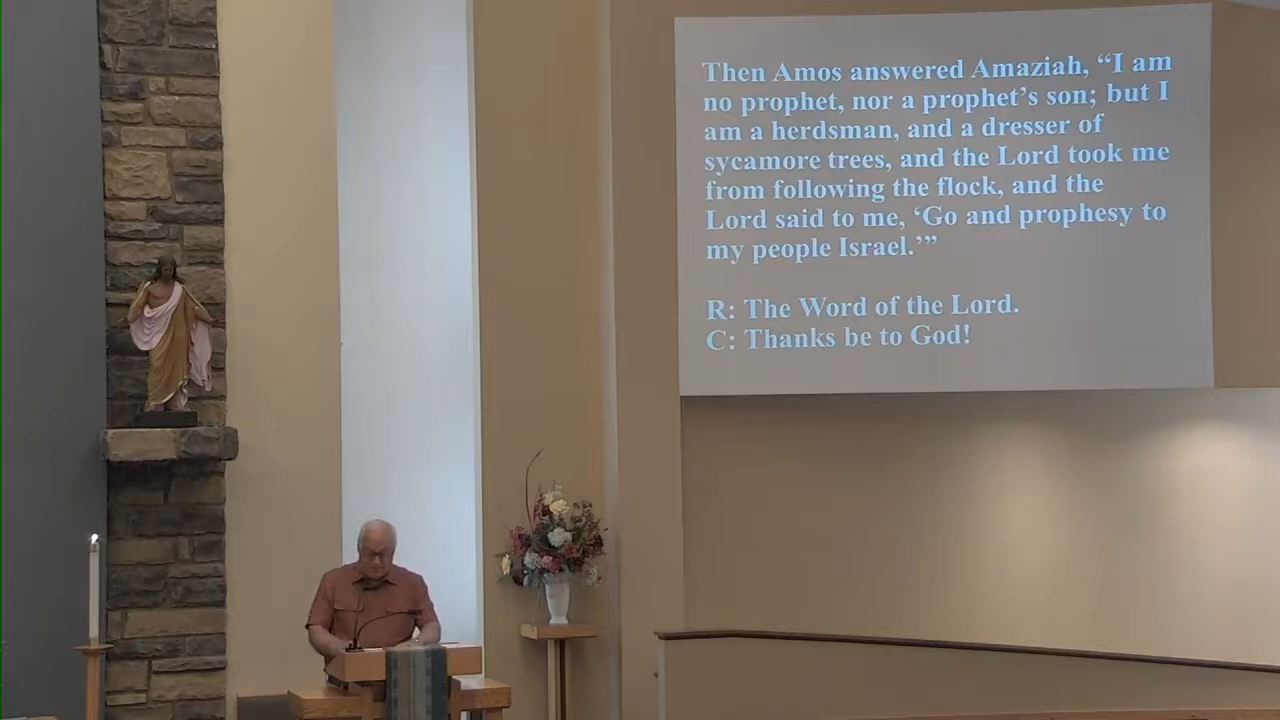 Then Amos answered Amaziah, “I am
no prophet, nor a prophet’s son; but I
am a herdsman, and a dresser of
sycamore trees, and the Lord took me
from following the flock, and the
Lord said to me, ‘Go and prophesy to
my people Israel.’”
R: The Word of the Lord.
C: Thanks be to God!